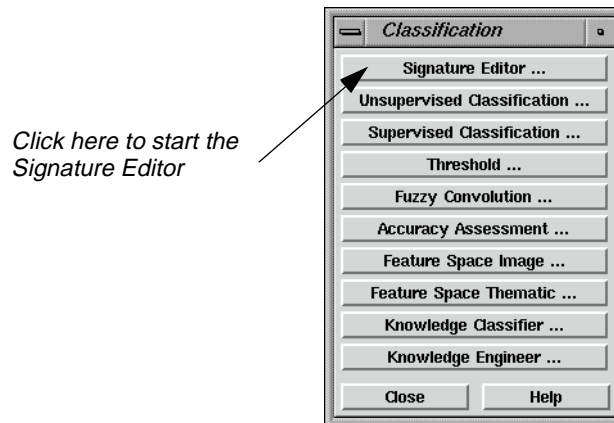 Classification
Signature Editor ...
Unsupervised Classification ...
Supervised Classification ...
Threshold ...
Fuzzy Convolution ...
Accuracy Assessment ...
Feature Space Image ...
Feature Space Thematic ...
Knowledge Classifier ...
Knowledge Engineer ...
Close
Help
Click here to start the
Signature Editor